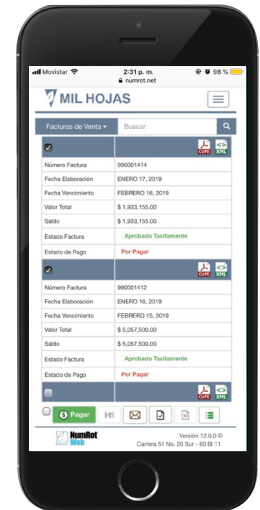 Movistar 2:31 p. m. 98 %
numrot.net
MIL HOJAS
Facturas de Venta Buscar
CUFE XML
Número Factura 990001414
Fecha Elaboración ENERO 17, 2019
Fecha Vencimiento FEBRERO 16, 2019
Valor Total $ 1,933,155.00
Saldo $ 1,933,155.00
Estado Factura Aprobado Tacitamente
Estado de Pago Por Pagar
CUFE XML
Número Factura 990001412
Fecha Elaboración ENERO 16, 2019
Fecha Vencimiento FEBRERO 15, 2019
Valor Total $ 5,057,500.00
Saldo $ 5,057,500.00
Estado Factura Aprobado Tacitamente
Estado de Pago Por Pagar
CUFE XML
Pagar
NumRot Versión 12.0.0 ©
Web Carrera 51 No. 20 Sur - 60 Bl 11